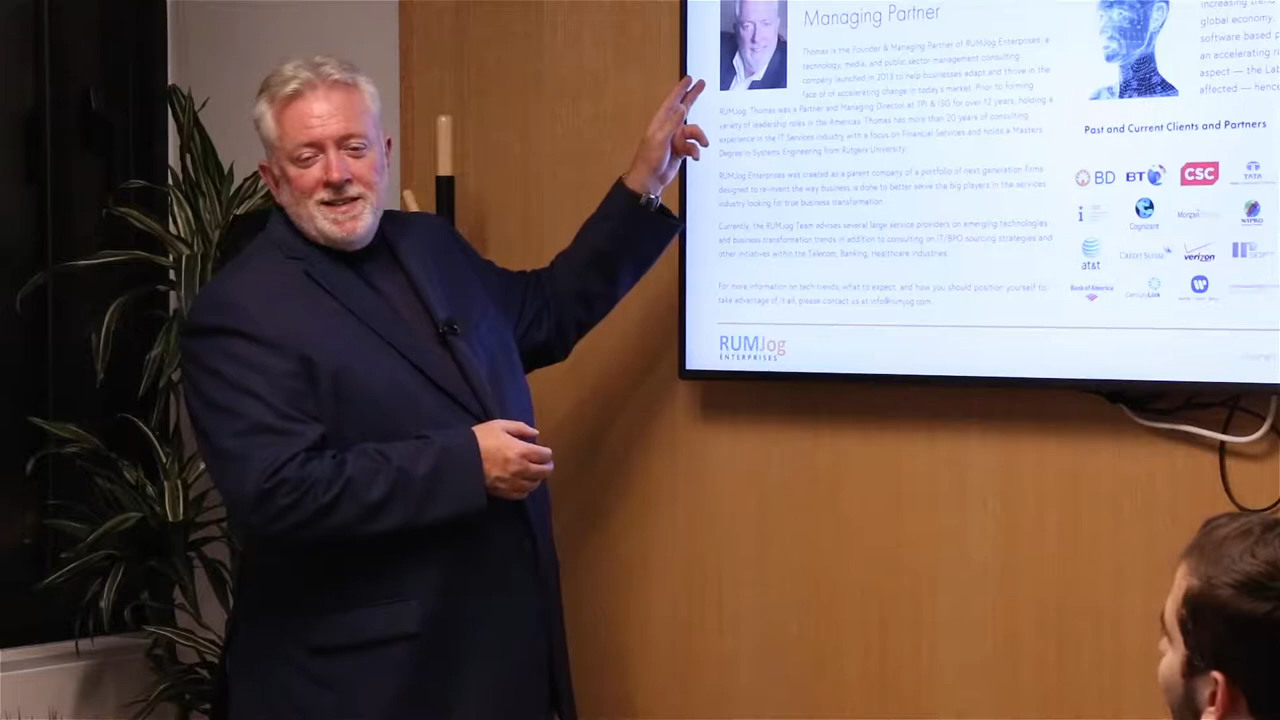 Managing Partner
Thomas is the Founder & Managing Partner of RUMJog Enterprises, a
technology, media, and public sector management consulting
company launched in 2013 to help businesses adapt and thrive in the
face of of accelerating change in today's market. Prior to forming
RUMJog, Thomas was a Partner and Managing Director at TPI & ISG for over 12 years, holding a
variety of leadership roles in the Americas. Thomas has more than 20 years of consulting
experience in the IT Services industry with a focus on Financial Services and holds a Masters
Degree in Systems Engineering from Rutgers University.
RUMJog Enterprises was created as a parent company of a portfolio of next generation firms
designed to re-invent the way business is done to better serve the big players in the services
industry looking for true business transformation.
Currently, the RUMJog Team advises several large service providers on emerging technologies
and business transformation trends in addition to consulting on IT/BPO sourcing strategies and
other initiatives within the Telecom, Banking, Healthcare industries.
For more information on tech trends, what to expect, and how you should position yourself to
take advantage of it all, please contact us at info@rumjog.com.
RUMJog
ENTERPRISES
increasing trend
global economy.
software based
an accelerating
aspect — the Lab
affected — hence
Past and Current Clients and Partners
BD BT CSC TATA
Cognizant Morgan WIPRO
at&t Credit Suisse verizon
Bank of America CenturyLink